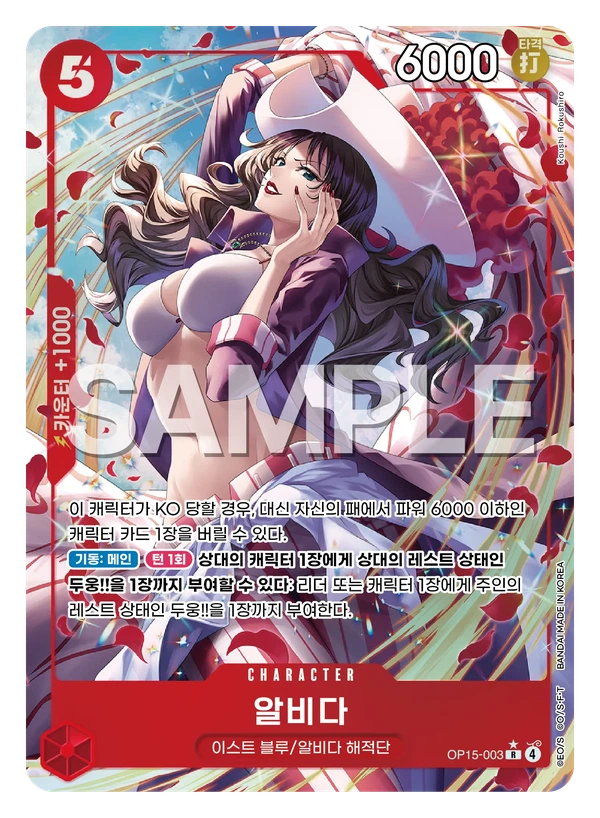 5
6000
타격
打
Koushi Rokushiro
카운터 +1000
SAMPLE
이 캐릭터가 KO 당할 경우, 대신 자신의 패에서 파워 6000 이하인
캐릭터 카드 1장을 버릴 수 있다.
기동: 메인 턴 1회 상대의 캐릭터 1장에게 상대의 레스트 상태인
두웅!!을 1장까지 부여할 수 있다: 리더 또는 캐릭터 1장에게 주인의
레스트 상태인 두웅!!을 1장까지 부여한다.
CHARACTER
알비다
이스트 블루/알비다 해적단
OP15-003 R 4
©EO/S ©O/S·F·T BANDAI MADE IN KOREA